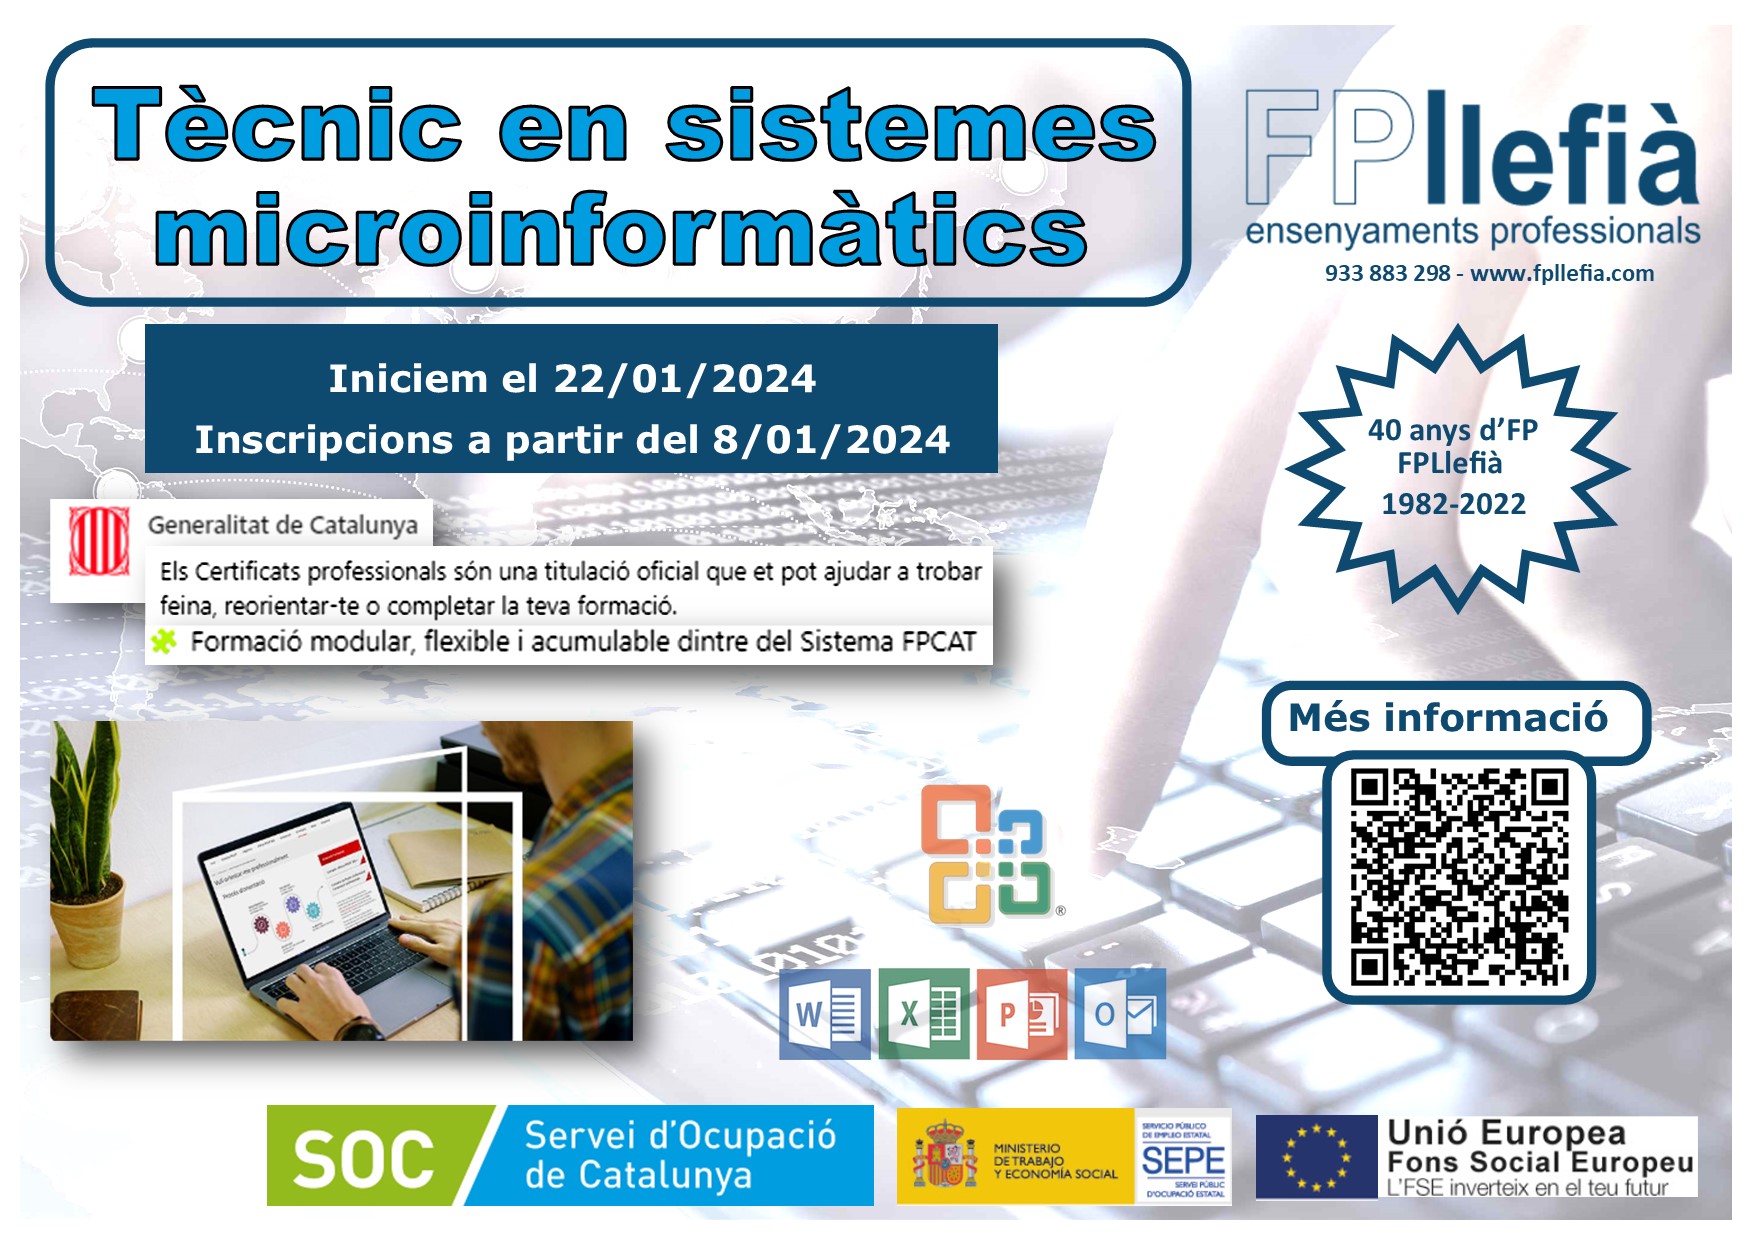 Tècnic en sistemes
microinformàtics
FPllefià
ensenyaments professionals
933 883 298 - www.fpllefia.com
Iniciem el 22/01/2024
Inscripcions a partir del 8/01/2024
40 anys d’FP
FPLlefià
1982-2022
Generalitat de Catalunya
Els Certificats professionals són una titulació oficial que et pot ajudar a trobar
feina, reorientar-te o completar la teva formació.
Formació modular, flexible i acumulable dintre del Sistema FPCAT
Més informació
®
W X P O
SOC
Servei d’Ocupació
de Catalunya
MINISTERIO
DE TRABAJO
Y ECONOMÍA SOCIAL
SERVICIO PÚBLICO
DE EMPLEO ESTATAL
SEPE
SERVEI PÚBLIC
D'OCUPACIÓ ESTATAL
Unió Europea
Fons Social Europeu
L’FSE inverteix en el teu futur